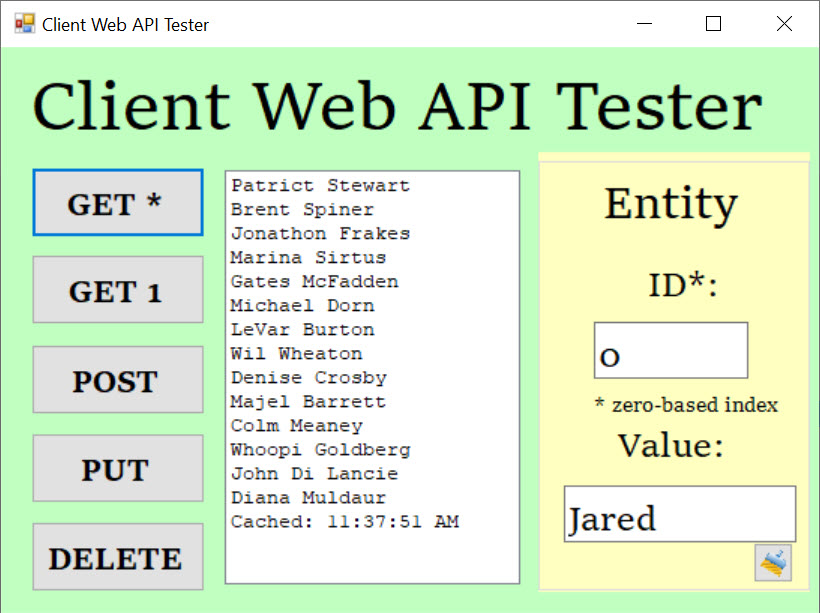 Client Web API Tester
Client Web API Tester
GET *
GET 1
POST
PUT
DELETE
Patrict Stewart
Brent Spiner
Jonathon Frakes
Marina Sirtus
Gates McFadden
Michael Dorn
LeVar Burton
Wil Wheaton
Denise Crosby
Majel Barrett
Colm Meaney
Whoopi Goldberg
John Di Lancie
Diana Muldaur
Cached: 11:37:51 AM
Entity
ID*:
0
* zero-based index
Value:
Jared